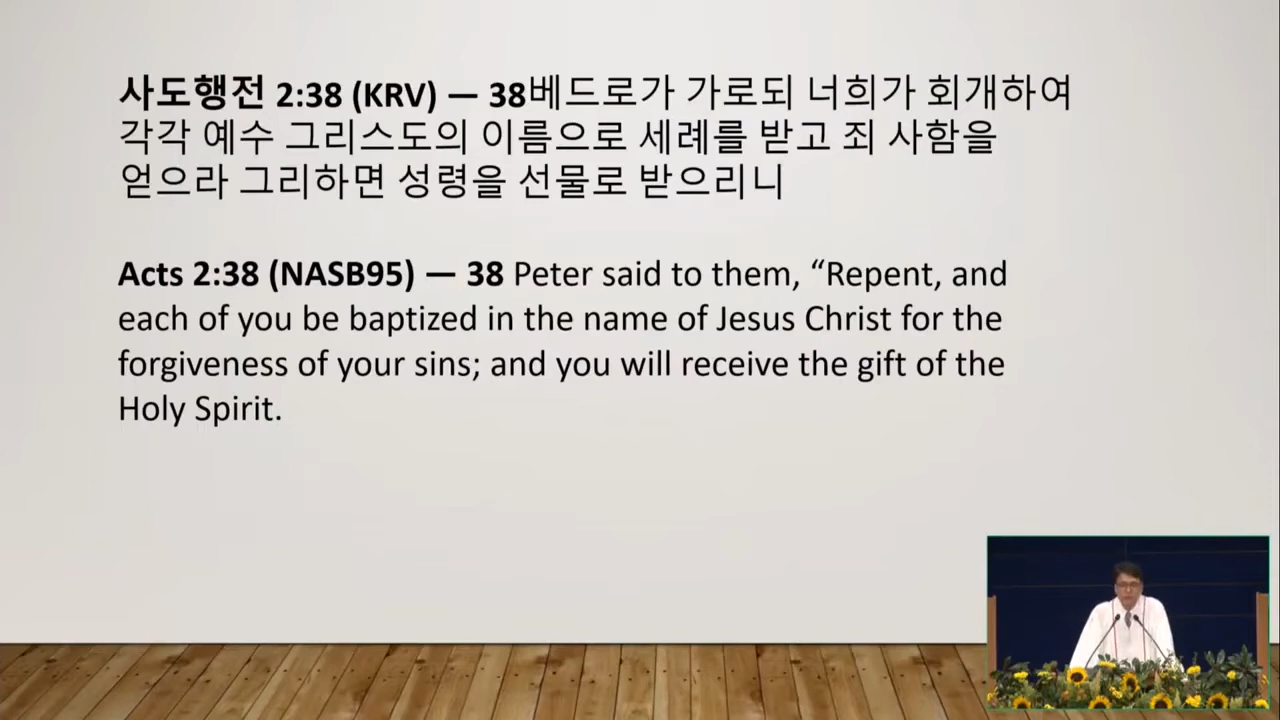 사도행전 2:38 (KRV) — 38베드로가 가로되 너희가 회개하여
각각 예수 그리스도의 이름으로 세례를 받고 죄 사함을
얻으라 그리하면 성령을 선물로 받으리니
Acts 2:38 (NASB95) — 38 Peter said to them, “Repent, and
each of you be baptized in the name of Jesus Christ for the
forgiveness of your sins; and you will receive the gift of the
Holy Spirit.